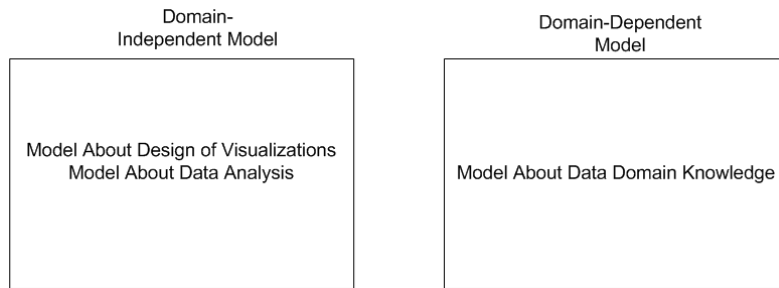 Domain-
Independent Model
Model About Design of Visualizations
Model About Data Analysis
Domain-Dependent
Model
Model About Data Domain Knowledge